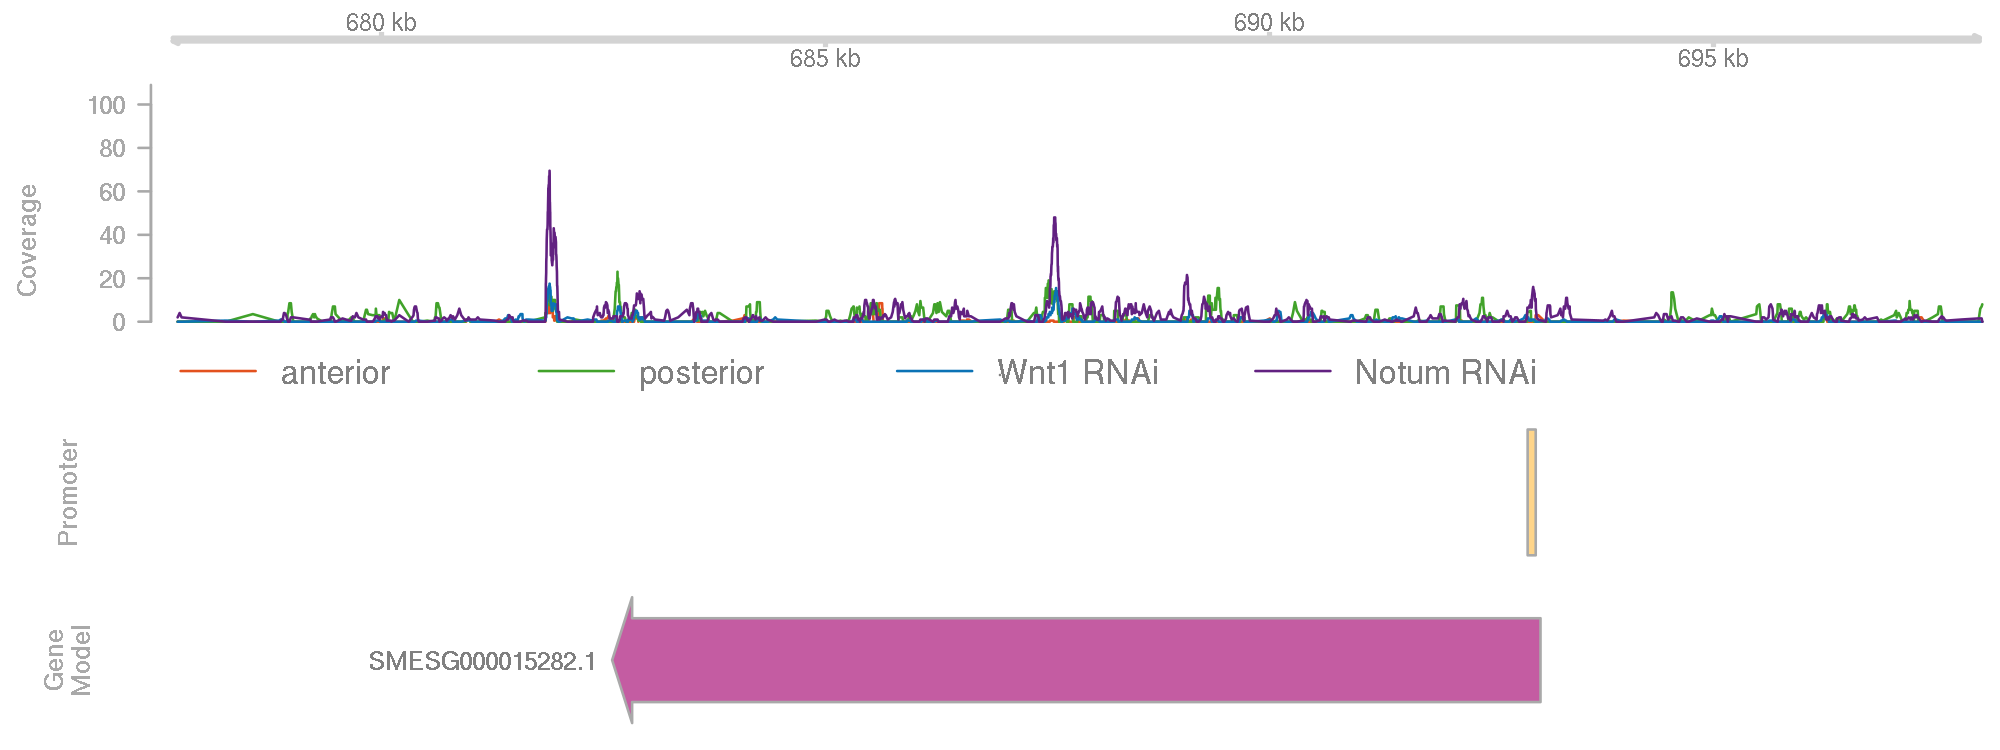 680 kb
690 kb
685 kb
695 kb
Coverage
100
80
60
40
20
0
anterior
posterior
Wnt1 RNAi
Notum RNAi
Promoter
Gene
Model
SMESG000015282.1